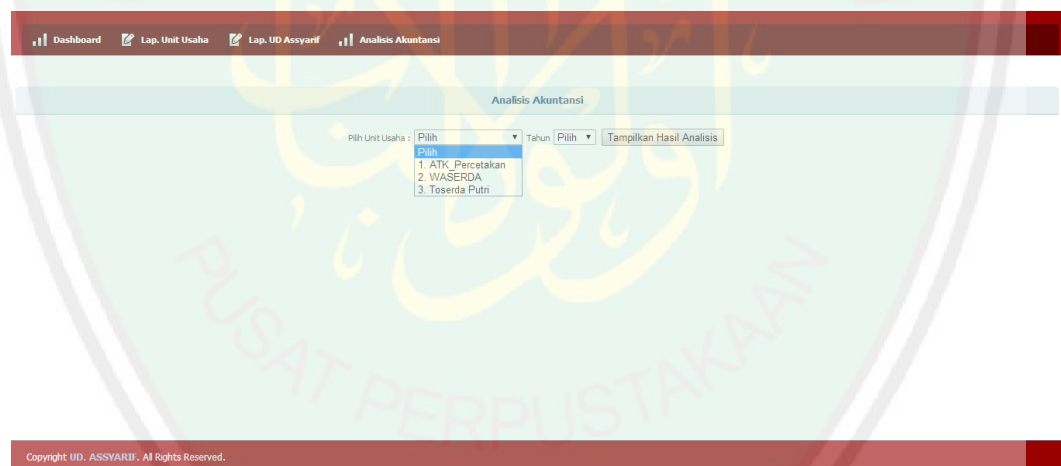 Dashboard Lap. Unit Usaha Lap. UD Assyarif Analisis Akuntansi
Analisis Akuntansi
Pilih Unit Usaha : Pilih Tahun Pilih Tampilkan Hasil Analisis
Pilih
1. ATK_Percetakan
2. WASERDA
3. Toserda Putri
PUSAT PERPUSTAKAAN
Copyright UD. ASSYARIF. All Rights Reserved.